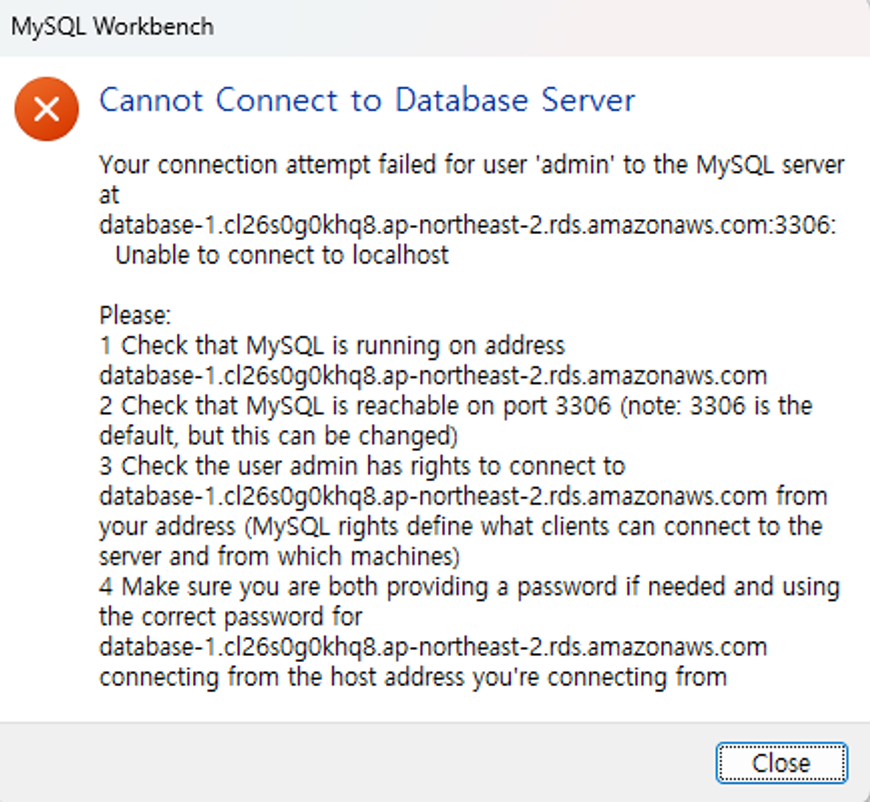 MySQL Workbench
Cannot Connect to Database Server
Your connection attempt failed for user 'admin' to the MySQL server
at
database-1.cl26s0g0khq8.ap-northeast-2.rds.amazonaws.com:3306:
Unable to connect to localhost
Please:
1 Check that MySQL is running on address
database-1.cl26s0g0khq8.ap-northeast-2.rds.amazonaws.com
2 Check that MySQL is reachable on port 3306 (note: 3306 is the
default, but this can be changed)
3 Check the user admin has rights to connect to
database-1.cl26s0g0khq8.ap-northeast-2.rds.amazonaws.com from
your address (MySQL rights define what clients can connect to the
server and from which machines)
4 Make sure you are both providing a password if needed and using
the correct password for
database-1.cl26s0g0khq8.ap-northeast-2.rds.amazonaws.com
connecting from the host address you're connecting from
Close